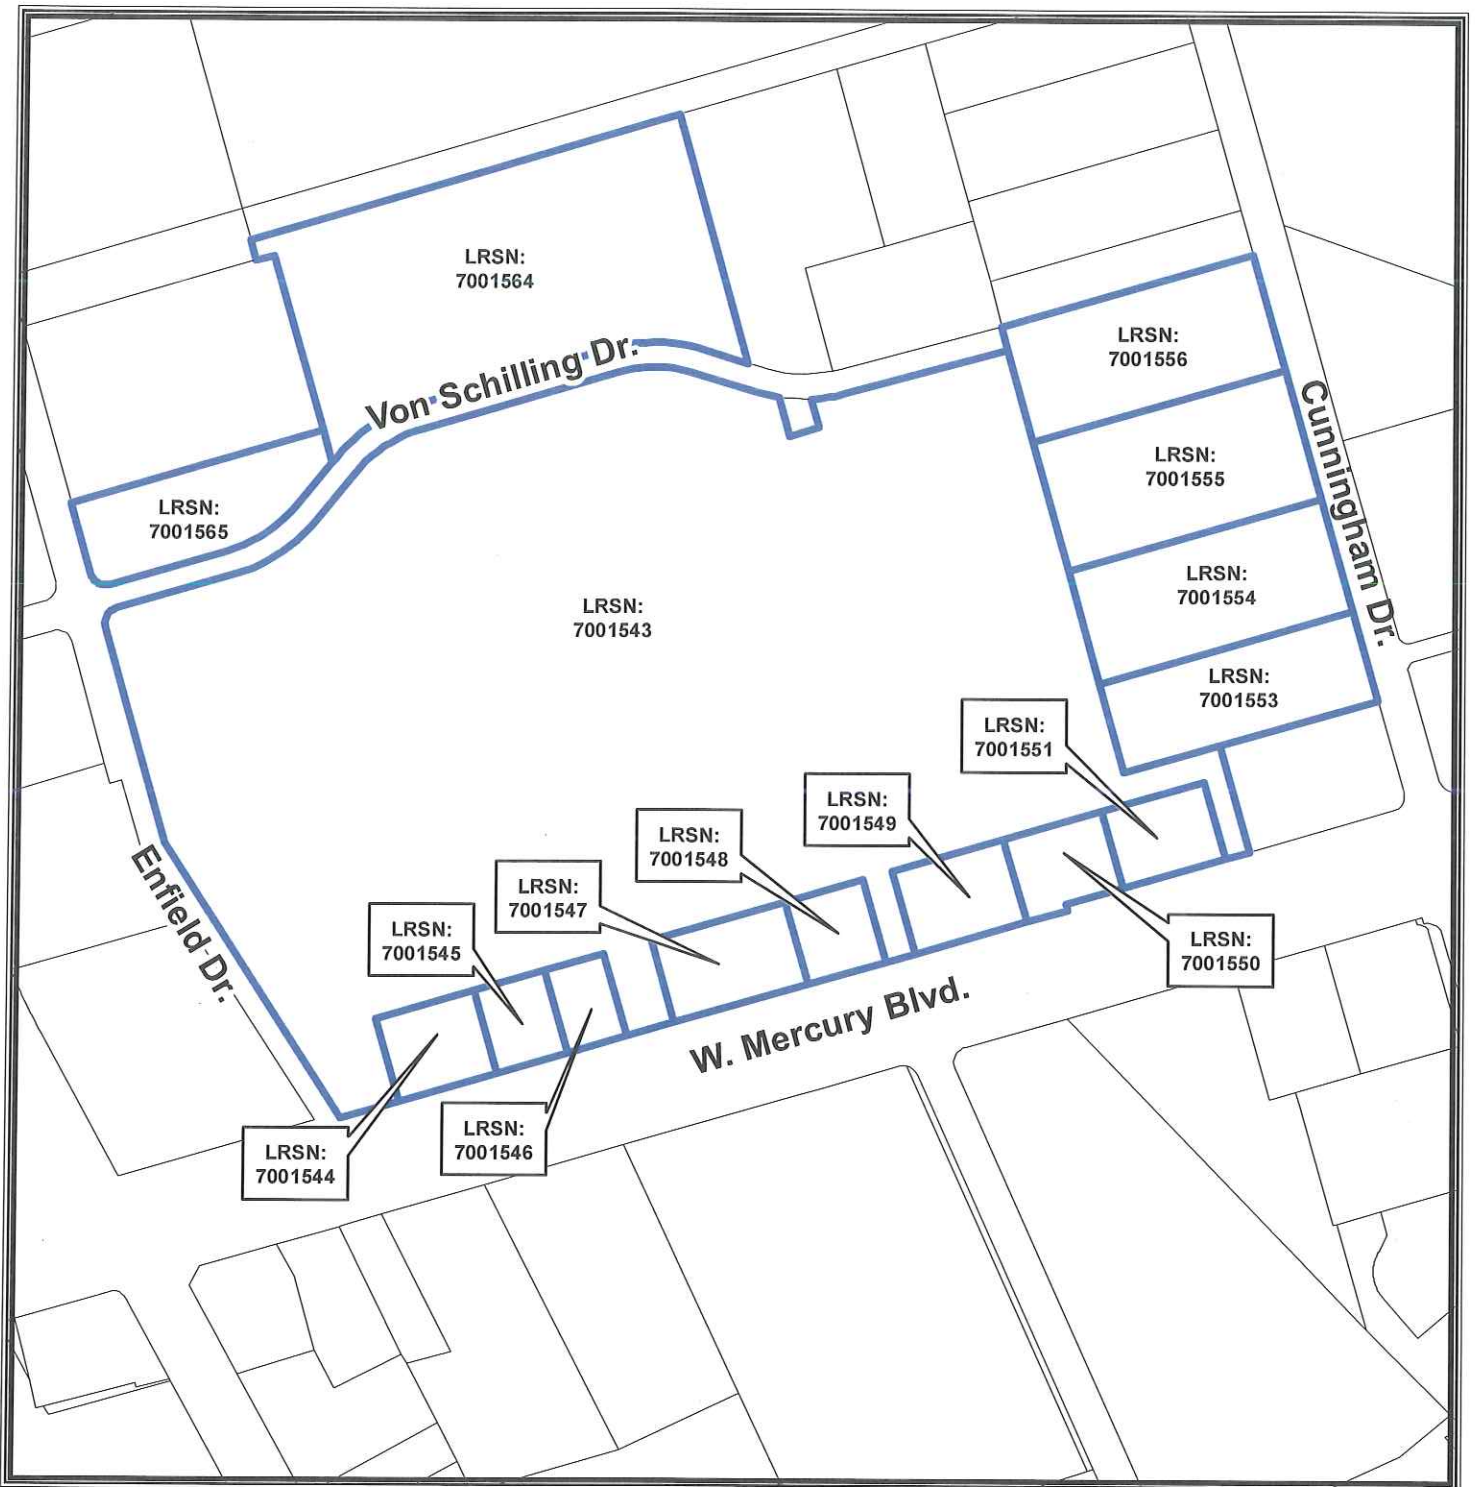 LRSN:
7001564
Von Schilling Dr.
LRSN:
7001556
Cunningham Dr.
LRSN:
7001555
LRSN:
7001565
LRSN:
7001554
LRSN:
7001543
LRSN:
7001553
LRSN:
7001551
LRSN:
7001549
LRSN:
7001548
LRSN:
7001547
LRSN:
7001545
Enfield Dr.
LRSN:
7001550
W. Mercury Blvd.
LRSN:
7001546
LRSN:
7001544